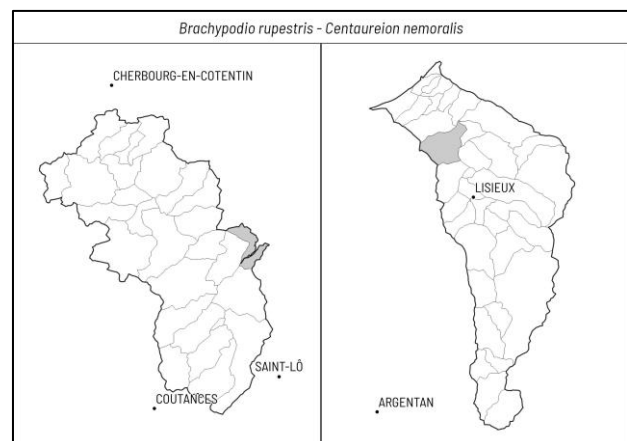 Brachypodio rupestris - Centaureion nemoralis
CHERBOURG-EN-COTENTIN
SAINT-LÔ
COUTANCES
LISIEUX
ARGENTAN